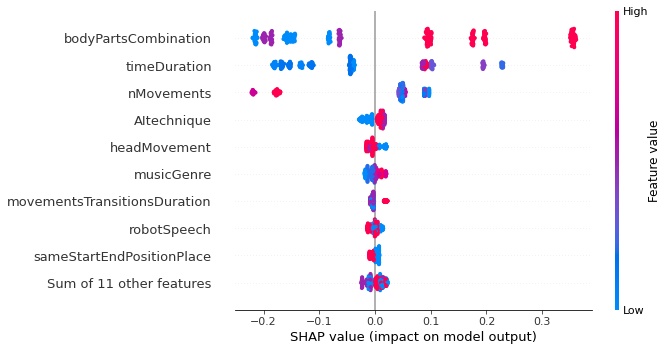 High
bodyPartsCombination
timeDuration
nMovements
AItechnique
headMovement
musicGenre
movementsTransitionsDuration
robotSpeech
sameStartEndPositionPlace
Sum of 11 other features
Feature value
Low
−0.2 −0.1 0.0 0.1 0.2 0.3
SHAP value (impact on model output)